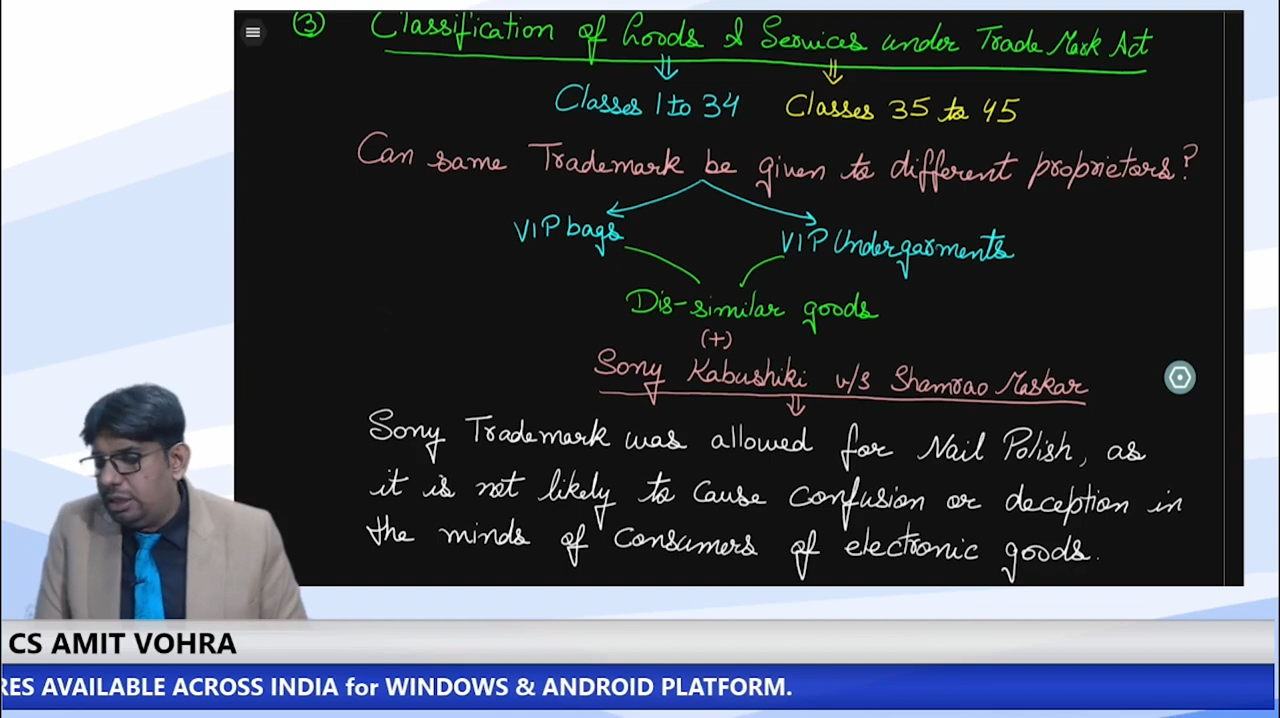 ③ Classification of Goods & Services under Trade Mark Act
Classes 1 to 34 Classes 35 to 45
Can same Trademark be given to different proprietors?
VIP bags VIP Undergarments
Dis-similar goods
(+)
Sony Kabushiki v/s Shamrao Maskar
Sony Trademark was allowed for Nail Polish, as
it is not likely to cause confusion or deception in
the minds of consumers of electronic goods.
CS AMIT VOHRA
RES AVAILABLE ACROSS INDIA for WINDOWS & ANDROID PLATFORM.